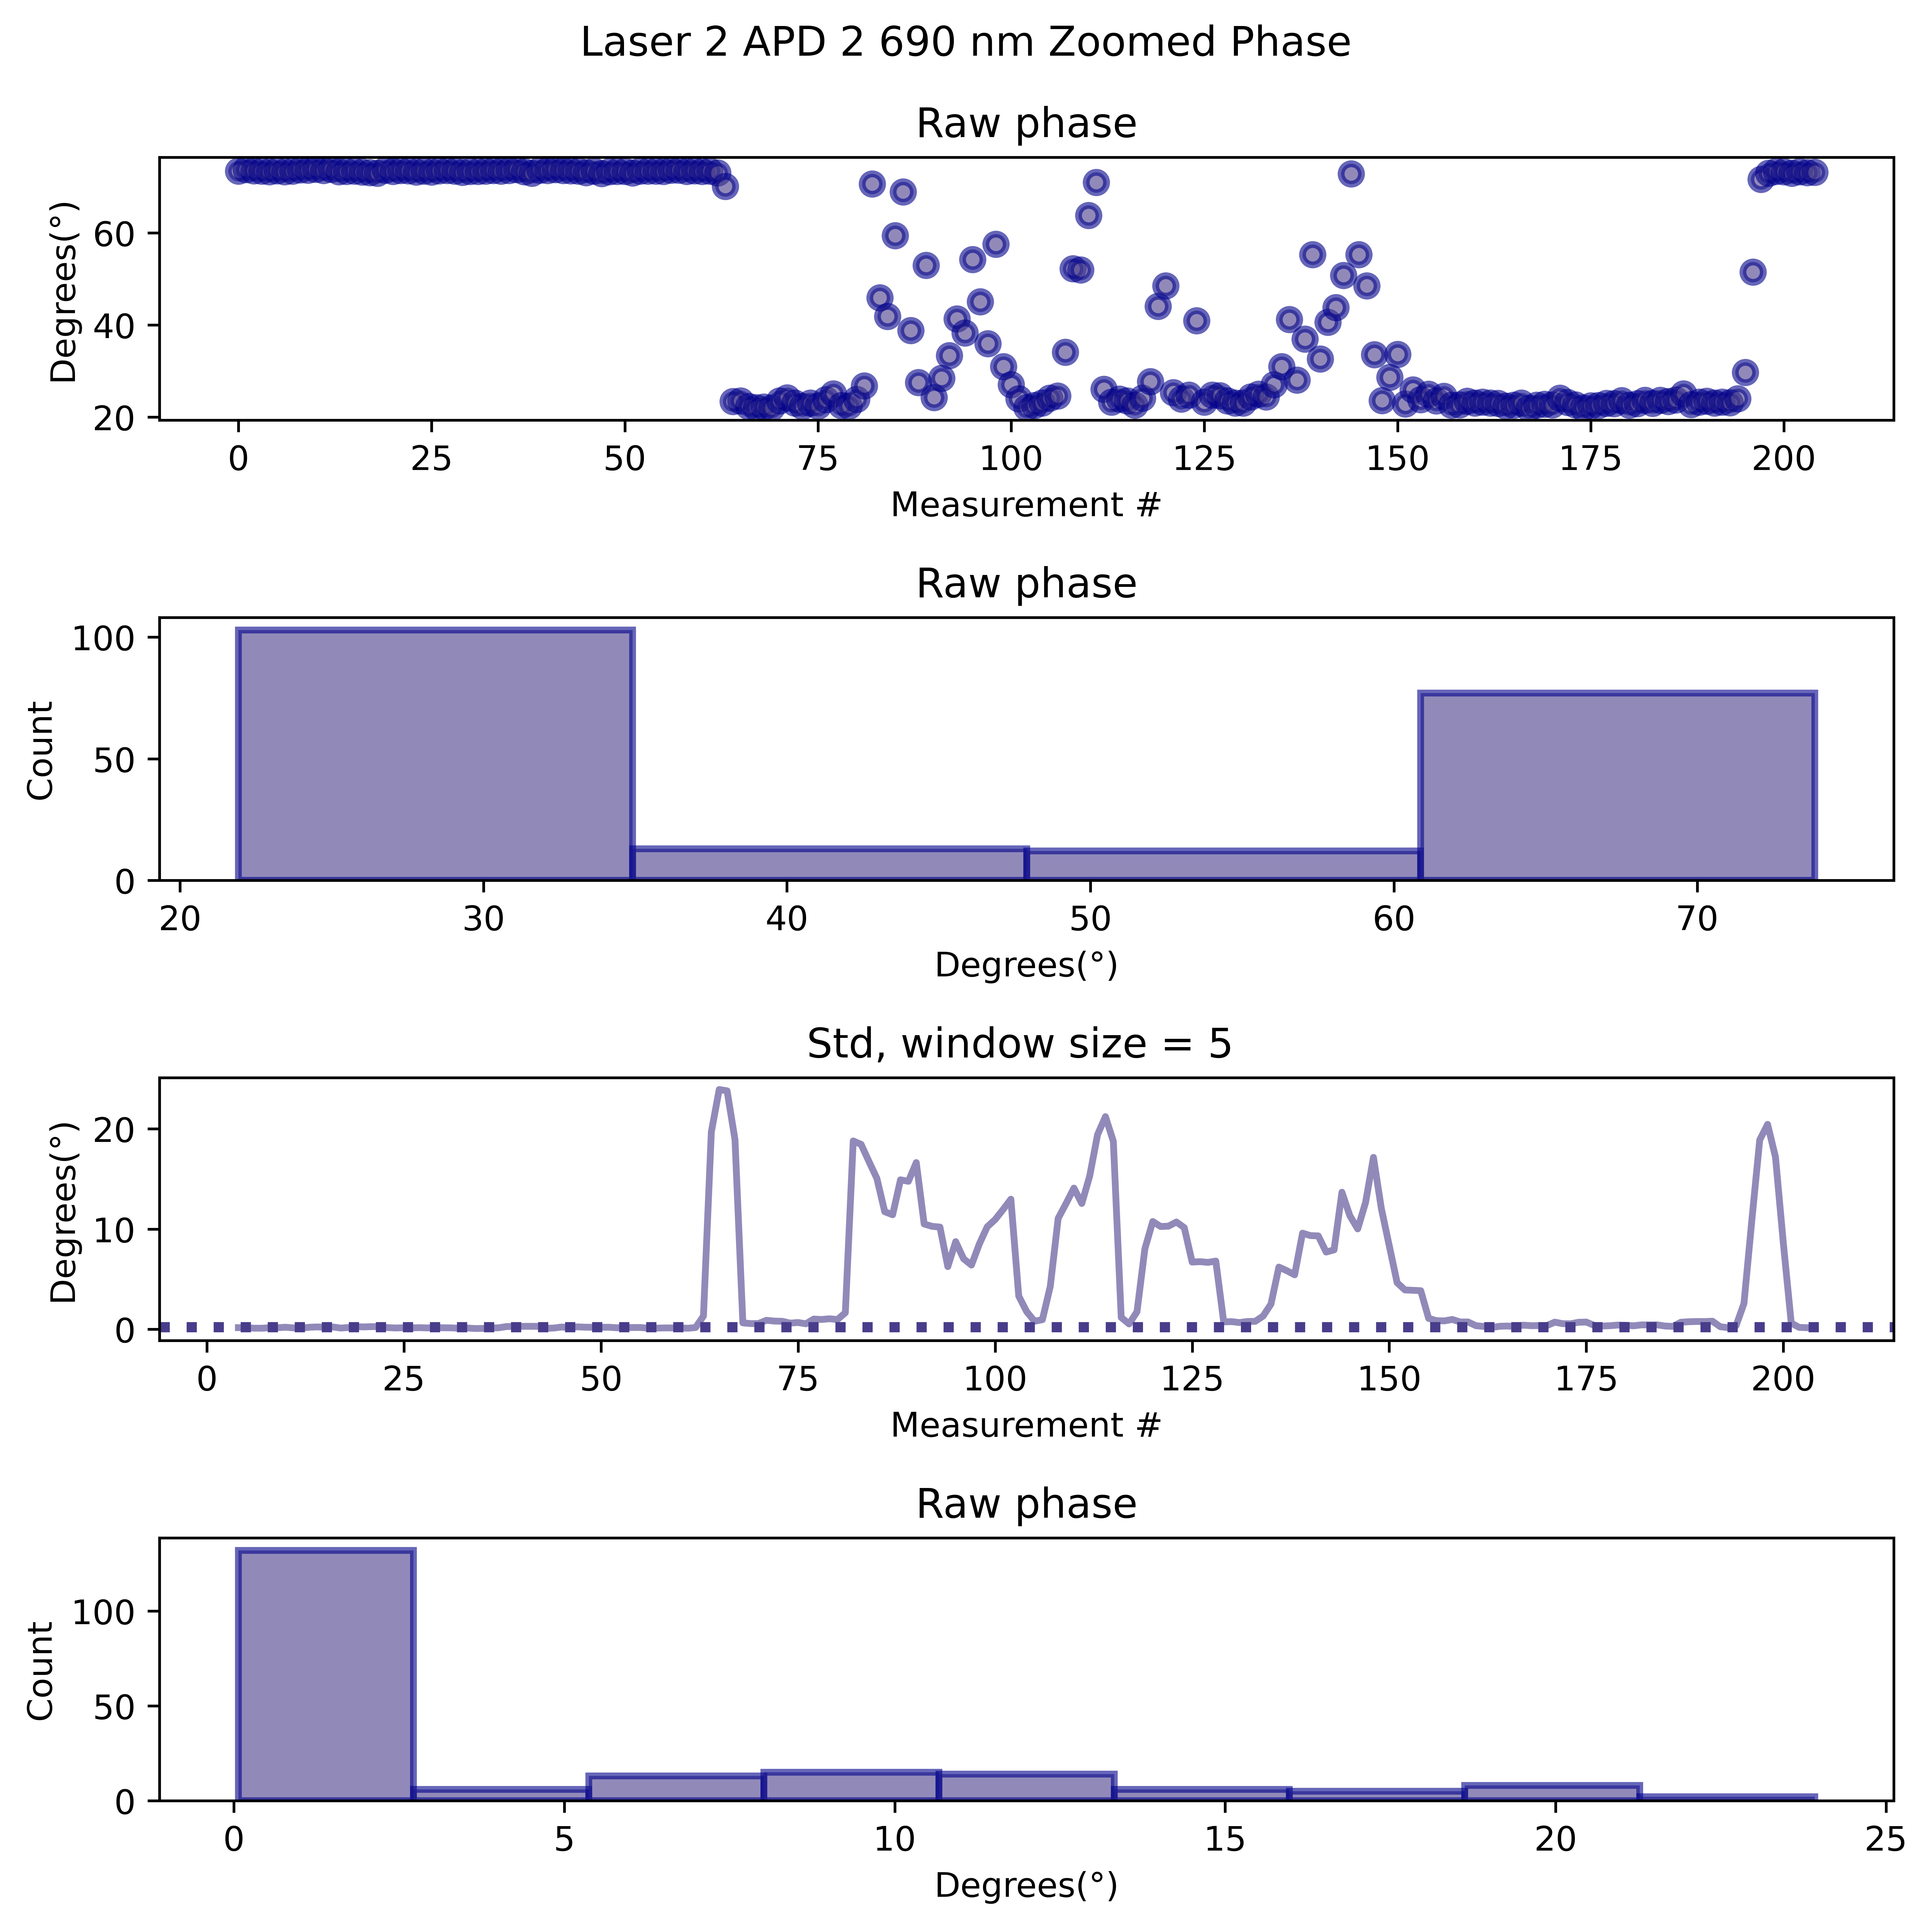 Laser 2 APD 2 690 nm Zoomed Phase
Raw phase
Degrees(°)
60
40
20
0 25 50 75 100 125 150 175 200
Measurement #
Raw phase
Count
100
50
0
20 30 40 50 60 70
Degrees(°)
Std, window size = 5
Degrees(°)
20
10
0
0 25 50 75 100 125 150 175 200
Measurement #
Raw phase
Count
100
50
0
0 5 10 15 20 25
Degrees(°)